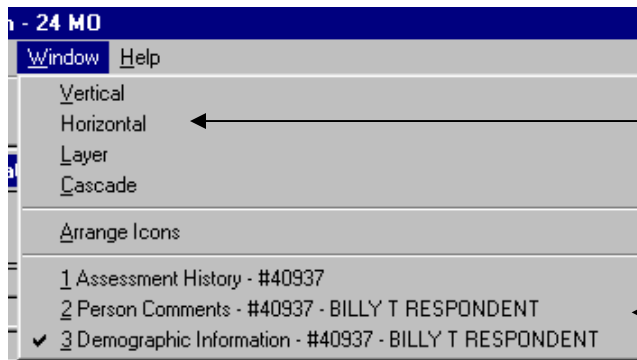 - 24 MO
Window Help
Vertical
Horizontal
Layer
Cascade
Arrange Icons
1 Assessment History - #40937
2 Person Comments - #40937 - BILLY T RESPONDENT
✓ 3 Demographic Information - #40937 - BILLY T RESPONDENT